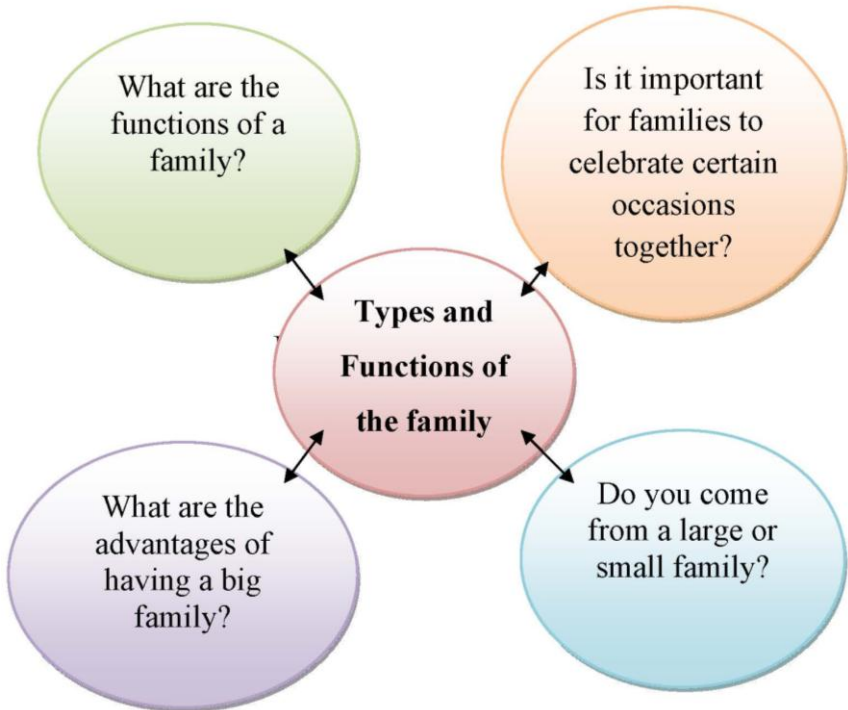 What are the
functions of a
family?
Is it important
for families to
celebrate certain
occasions
together?
Types and
Functions of
the family
What are the
advantages of
having a big
family?
Do you come
from a large or
small family?